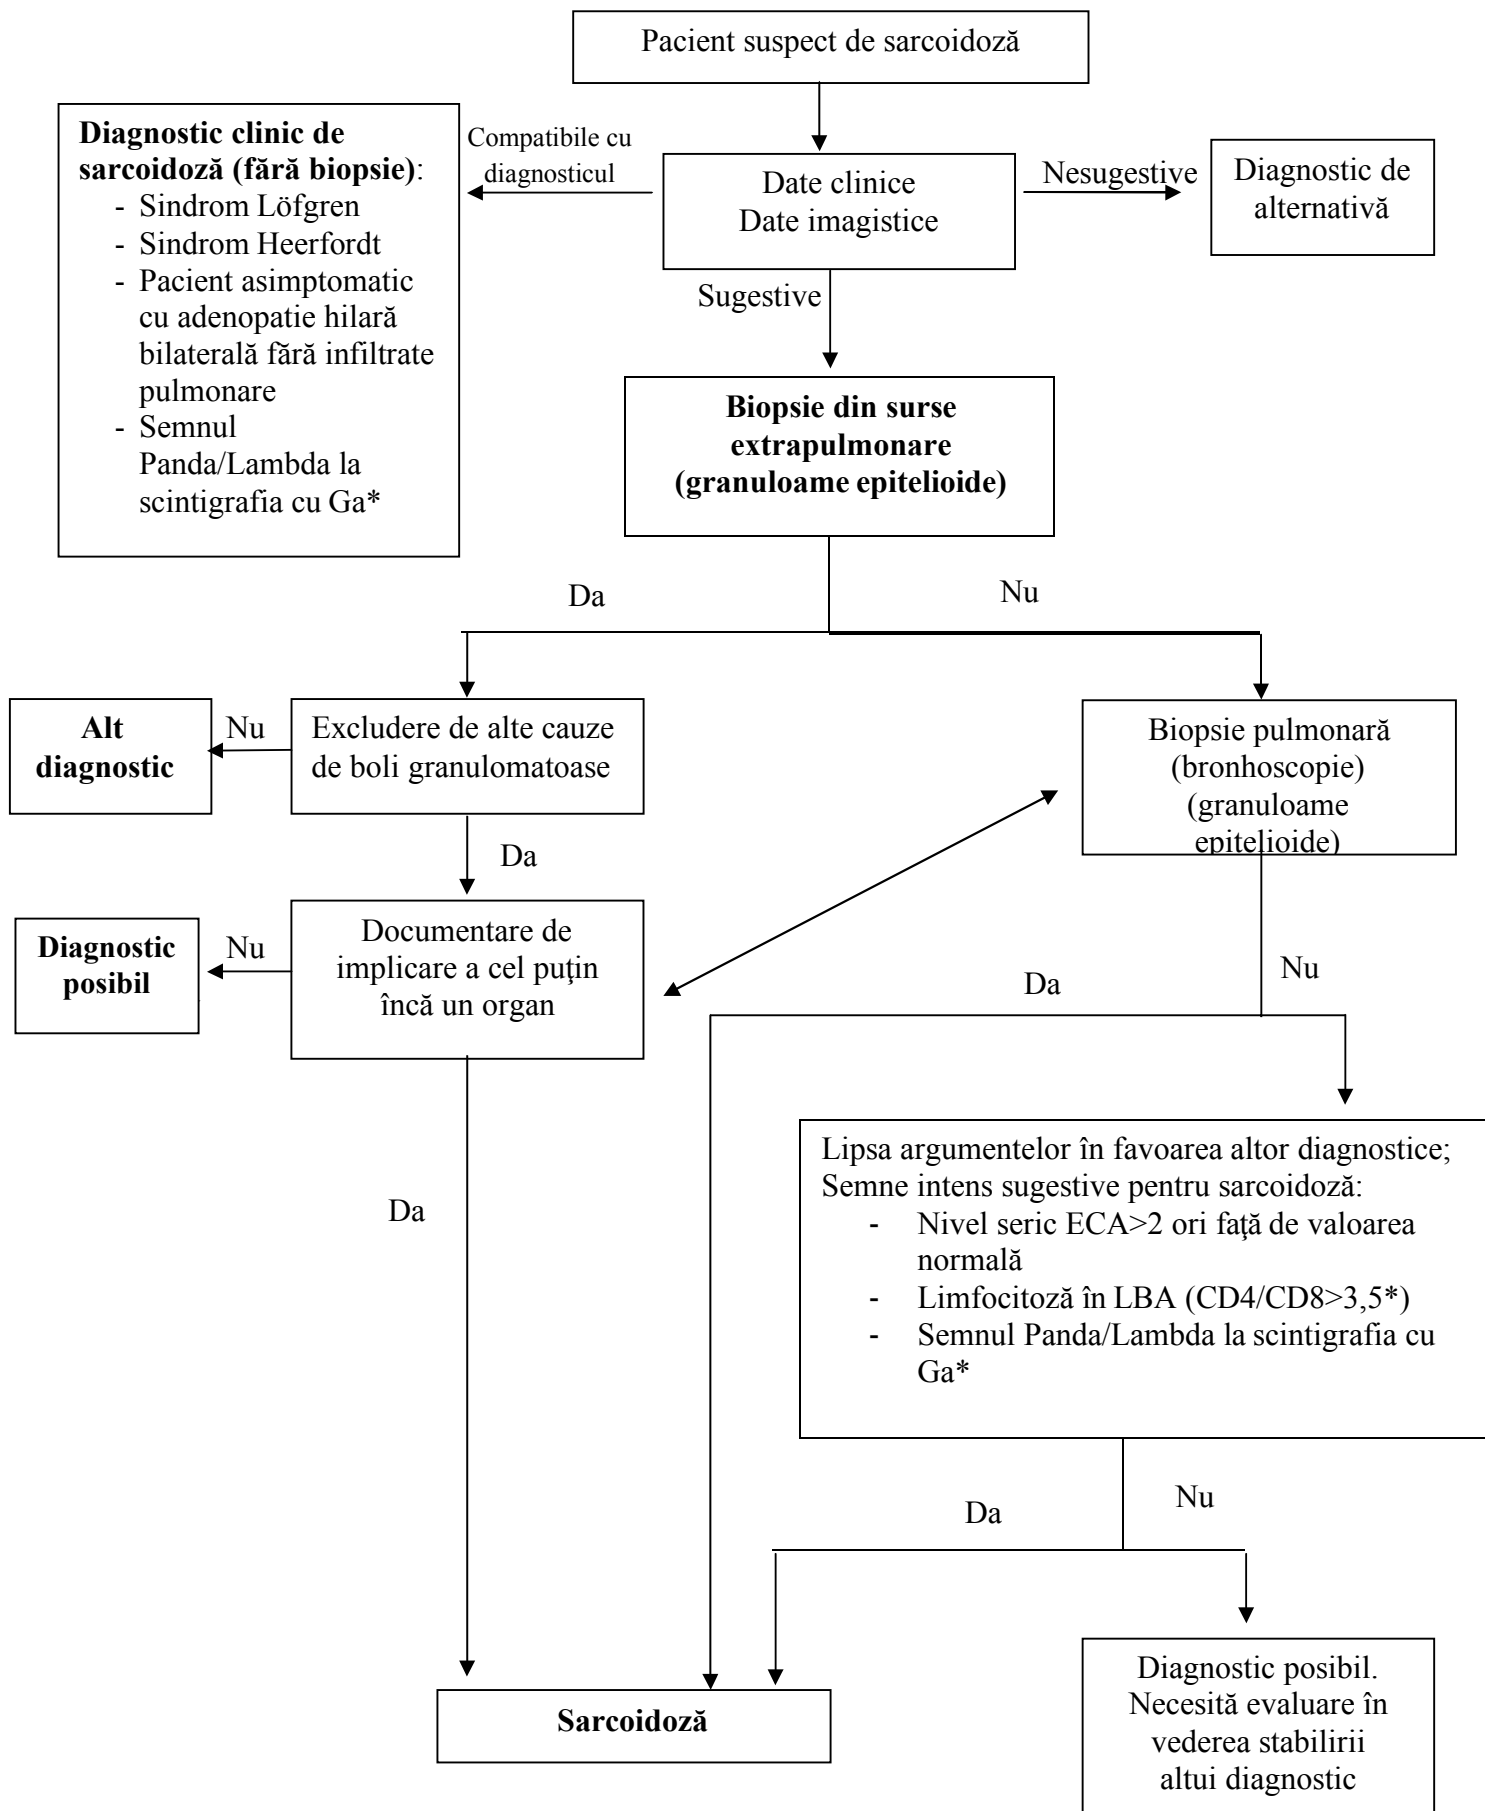 Pacient suspect de sarcoidoză
Diagnostic clinic de
sarcoidoză (fără biopsie):
- Sindrom Löfgren
- Sindrom Heerfordt
- Pacient asimptomatic
cu adenopatie hilară
bilaterală fără infiltrate
pulmonare
- Semnul
Panda/Lambda la
scintigrafia cu Ga*
Compatibile cu
diagnosticul
Date clinice
Date imagistice
Nesugestive
Diagnostic de
alternativă
Sugestive
Biopsie din surse
extrapulmonare
(granuloame epitelioide)
Da
Nu
Alt
diagnostic
Nu
Excludere de alte cauze
de boli granulomatoase
Biopsie pulmonară
(bronhoscopie)
(granuloame
epitelioide)
Da
Diagnostic
posibil
Nu
Documentare de
implicare a cel puţin
încă un organ
Da
Nu
Lipsa argumentelor în favoarea altor diagnostice;
Semne intens sugestive pentru sarcoidoză:
- Nivel seric ECA>2 ori faţă de valoarea
normală
- Limfocitoză în LBA (CD4/CD8>3,5*)
- Semnul Panda/Lambda la scintigrafia cu
Ga*
Da
Da
Nu
Sarcoidoză
Diagnostic posibil.
Necesită evaluare în
vederea stabilirii
altui diagnostic